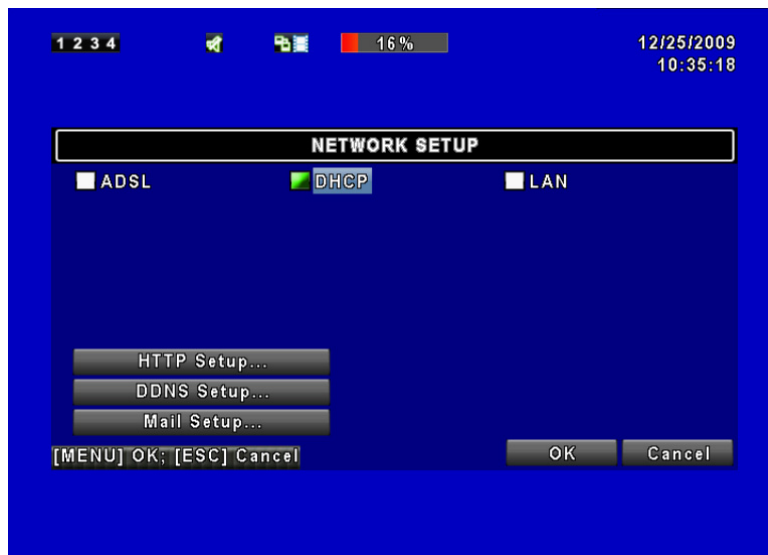 1 2 3 4 16% 12/25/2009
10:35:18
NETWORK SETUP
ADSL DHCP LAN
HTTP Setup...
DDNS Setup...
Mail Setup...
[MENU] OK; [ESC] Cancel OK Cancel